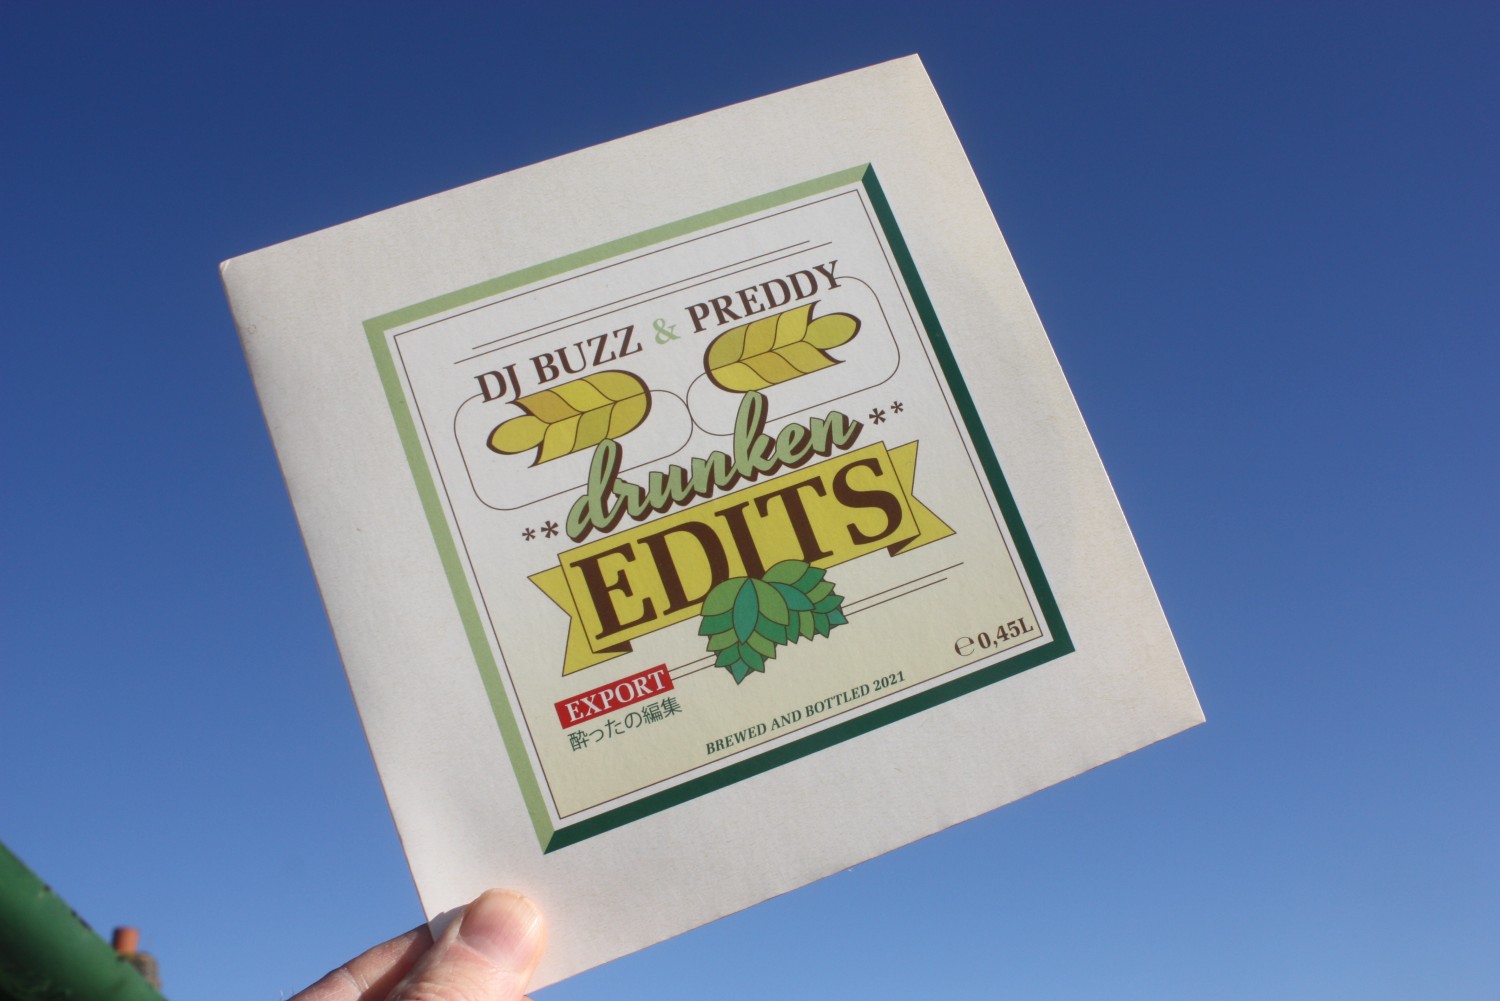 DJ BUZZ & PREDDY
**drunken**
EDITS
EXPORT
酔ったの編集
BREWED AND BOTTLED 2021
℮ 0,45L